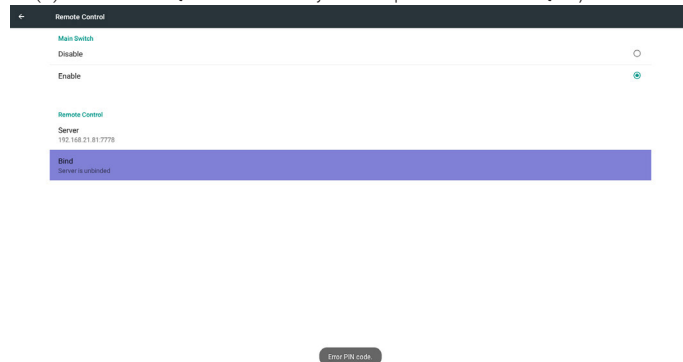 Remote Control
Main Switch
Disable
Enable
Remote Control
Server
192.168.21.81:7778
Bind
Server is unbinded
Error PIN code.